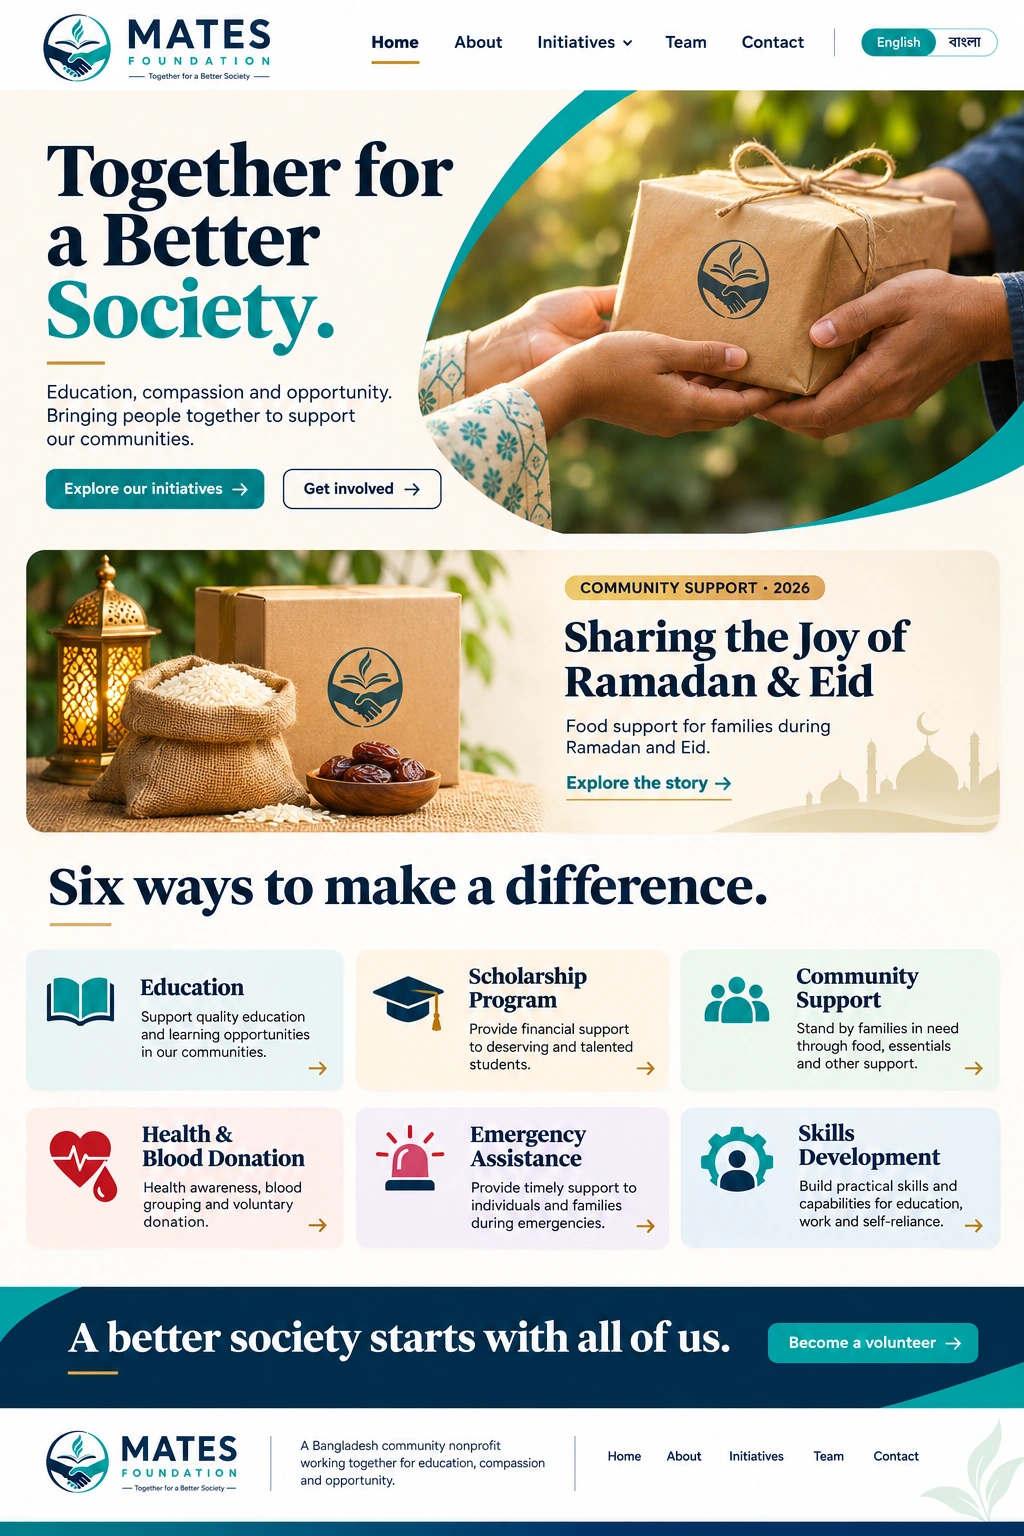 MATES
FOUNDATION
Together for a Better Society
Home
About
Initiatives
Team
Contact
English
বাংলা
Together for
a Better
Society.
Education, compassion and opportunity.
Bringing people together to support
our communities.
Explore our initiatives →
Get involved →
COMMUNITY SUPPORT · 2026
Sharing the Joy of
Ramadan & Eid
Food support for families during
Ramadan and Eid.
Explore the story →
Six ways to make a difference.
Education
Support quality education
and learning opportunities
in our communities.
→
Scholarship
Program
Provide financial support
to deserving and talented
students.
→
Community
Support
Stand by families in need
through food, essentials
and other support.
→
Health &
Blood Donation
Health awareness, blood
grouping and voluntary
donation.
→
Emergency
Assistance
Provide timely support to
individuals and families
during emergencies.
→
Skills
Development
Build practical skills and
capabilities for education,
work and self-reliance.
→
A better society starts with all of us.
Become a volunteer →
MATES
FOUNDATION
Together for a Better Society
A Bangladesh community nonprofit
working together for education, compassion
and opportunity.
Home
About
Initiatives
Team
Contact